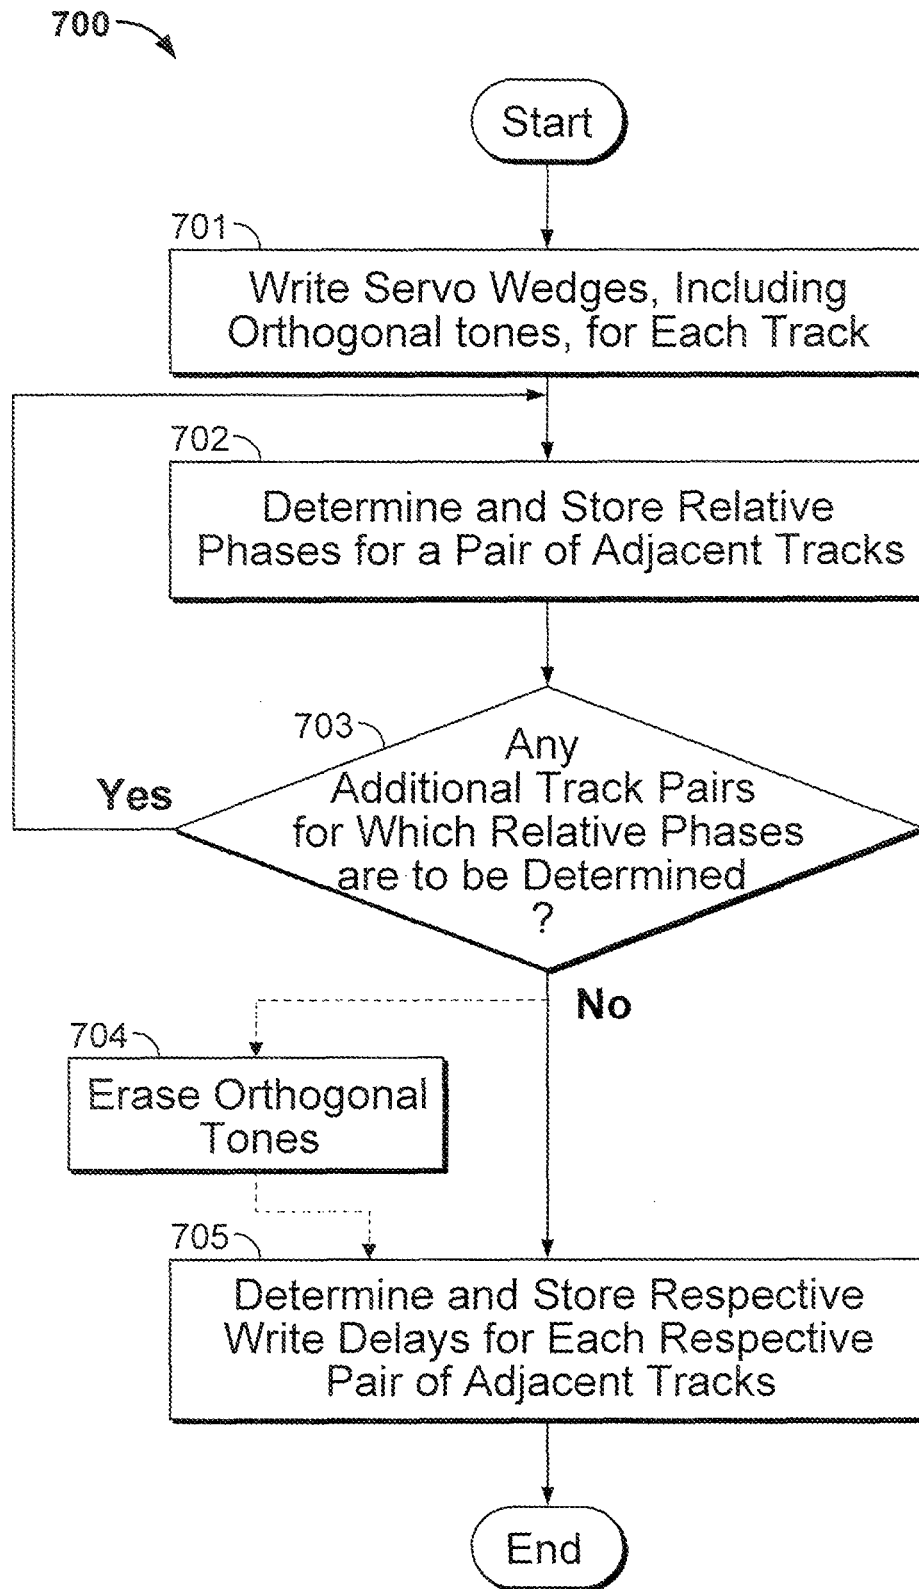 700
Start
701
Write Servo Wedges, Including
Orthogonal tones, for Each Track
702
Determine and Store Relative
Phases for a Pair of Adjacent Tracks
703
Any
Additional Track Pairs
for Which Relative Phases
are to be Determined
?
Yes
No
704
Erase Orthogonal
Tones
705
Determine and Store Respective
Write Delays for Each Respective
Pair of Adjacent Tracks
End